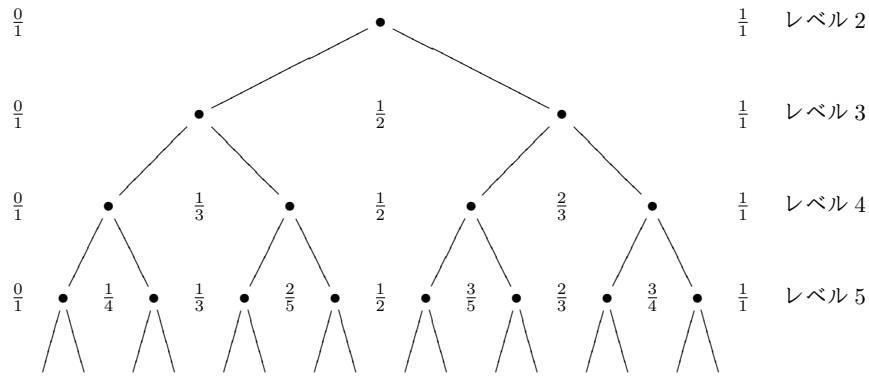 0/1 1/1 レベル 2
0/1 1/2 1/1 レベル 3
0/1 1/3 1/2 2/3 1/1 レベル 4
0/1 1/4 1/3 2/5 1/2 3/5 2/3 3/4 1/1 レベル 5